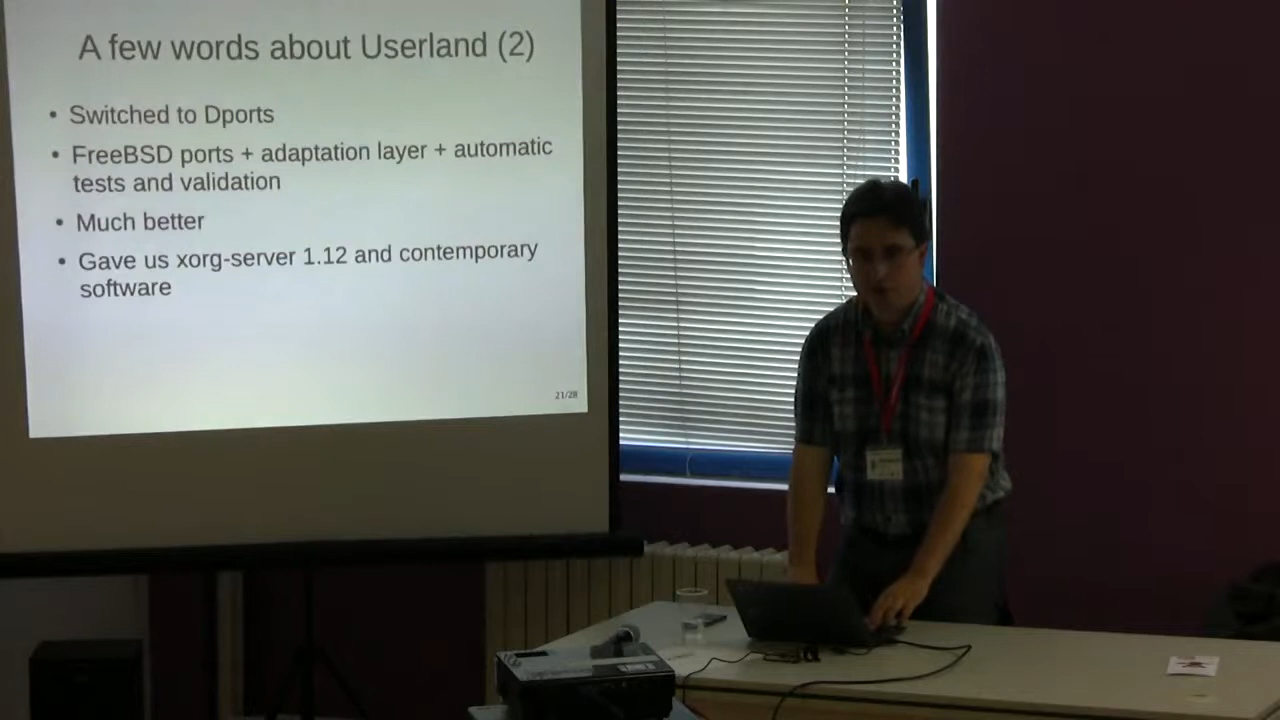 A few words about Userland (2)
• Switched to Dports
• FreeBSD ports + adaptation layer + automatic
tests and validation
• Much better
• Gave us xorg-server 1.12 and contemporary
software
21/28